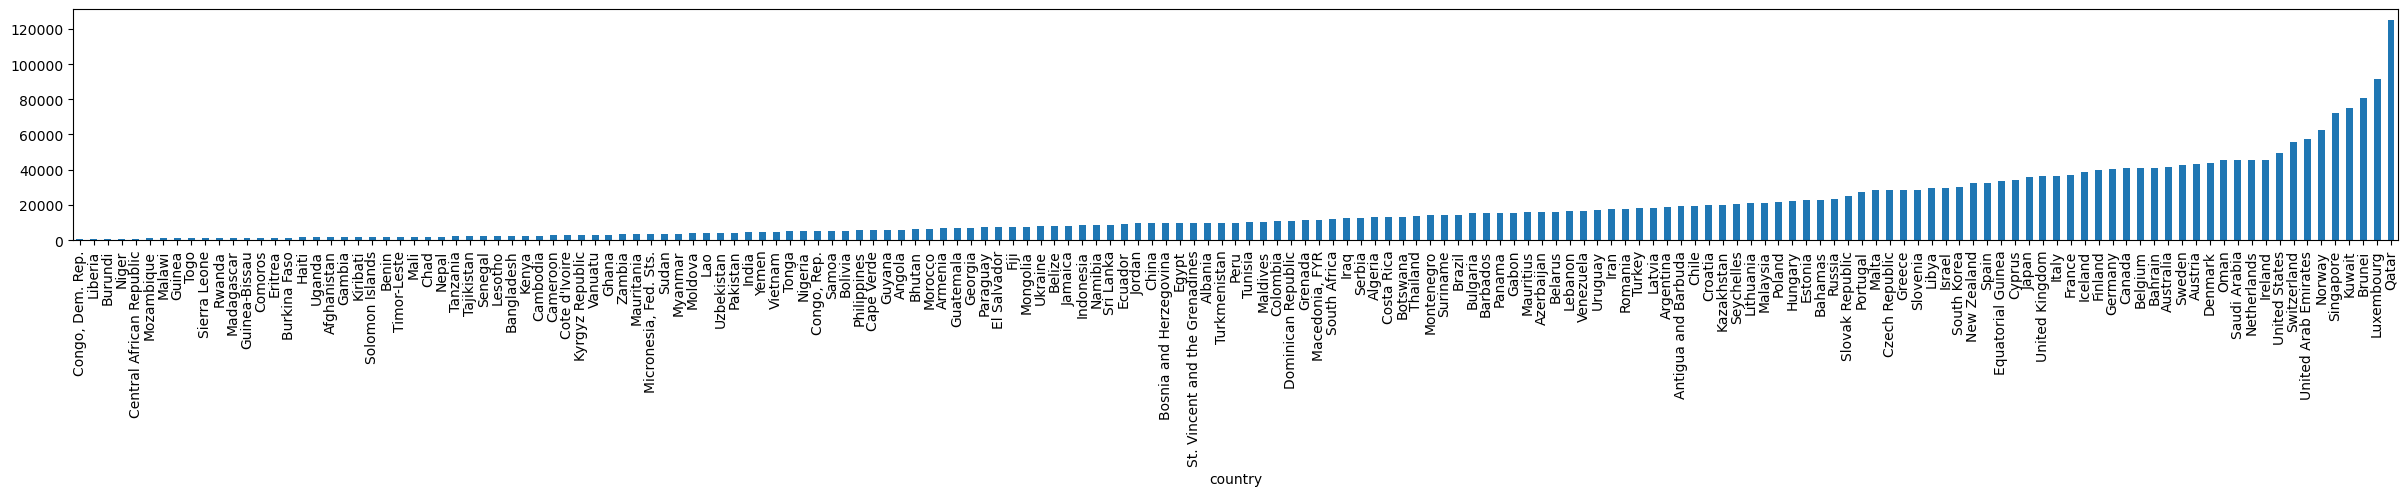 120000
100000
80000
60000
40000
20000
0
Congo, Dem. Rep.
Liberia
Burundi
Niger
Central African Republic
Mozambique
Malawi
Guinea
Togo
Sierra Leone
Rwanda
Madagascar
Guinea-Bissau
Comoros
Eritrea
Burkina Faso
Haiti
Uganda
Afghanistan
Gambia
Kiribati
Solomon Islands
Benin
Timor-Leste
Mali
Chad
Nepal
Tanzania
Tajikistan
Senegal
Lesotho
Bangladesh
Kenya
Cambodia
Cameroon
Cote d'Ivoire
Kyrgyz Republic
Vanuatu
Ghana
Zambia
Mauritania
Micronesia, Fed. Sts.
Sudan
Myanmar
Moldova
Lao
Uzbekistan
Pakistan
India
Yemen
Vietnam
Tonga
Nigeria
Congo, Rep.
Samoa
Bolivia
Philippines
Cape Verde
Guyana
Angola
Bhutan
Morocco
Armenia
Guatemala
Georgia
Paraguay
El Salvador
Fiji
Mongolia
Ukraine
Belize
Jamaica
Indonesia
Namibia
Sri Lanka
Ecuador
Jordan
China
Bosnia and Herzegovina
Egypt
St. Vincent and the Grenadines
Albania
Turkmenistan
Peru
Tunisia
Maldives
Colombia
Dominican Republic
Grenada
Macedonia, FYR
South Africa
Iraq
Serbia
Algeria
Costa Rica
Botswana
Thailand
Montenegro
Suriname
Brazil
Bulgaria
Barbados
Panama
Gabon
Mauritius
Azerbaijan
Belarus
Lebanon
Venezuela
Uruguay
Iran
Romania
Turkey
Latvia
Argentina
Antigua and Barbuda
Chile
Croatia
Kazakhstan
Seychelles
Lithuania
Malaysia
Poland
Hungary
Estonia
Bahamas
Russia
Slovak Republic
Portugal
Malta
Czech Republic
Greece
Slovenia
Libya
Israel
South Korea
New Zealand
Spain
Equatorial Guinea
Cyprus
Japan
United Kingdom
Italy
France
Iceland
Finland
Germany
Canada
Belgium
Bahrain
Australia
Sweden
Austria
Denmark
Oman
Saudi Arabia
Netherlands
Ireland
United States
Switzerland
United Arab Emirates
Norway
Singapore
Kuwait
Brunei
Luxembourg
Qatar
country